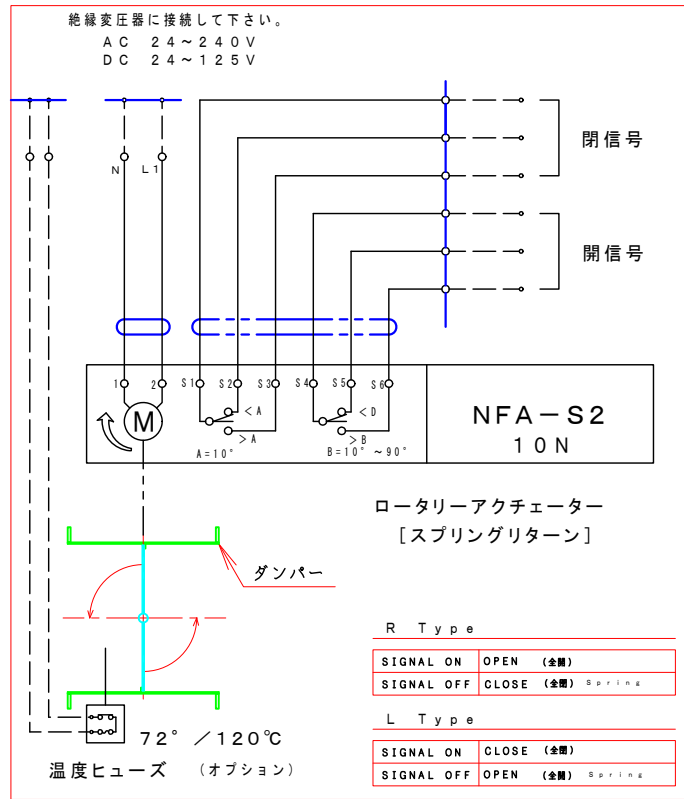 絶縁変圧器に接続して下さい。
AC 24~240V
DC 24~125V
閉信号
N L1
開信号
1 2 S1 S2 S3 S4 S5 S6
<A <D
M
>A >B
A=10° B=10° ~90°
NFA-S2
10N
ロータリーアクチェーター
[スプリングリターン]
ダンパー
R Type
SIGNAL ON OPEN (全開)
SIGNAL OFF CLOSE (全閉) Spring
L Type
SIGNAL ON CLOSE (全閉)
SIGNAL OFF OPEN (全開) Spring
72° /120℃
温度ヒューズ (オプション)